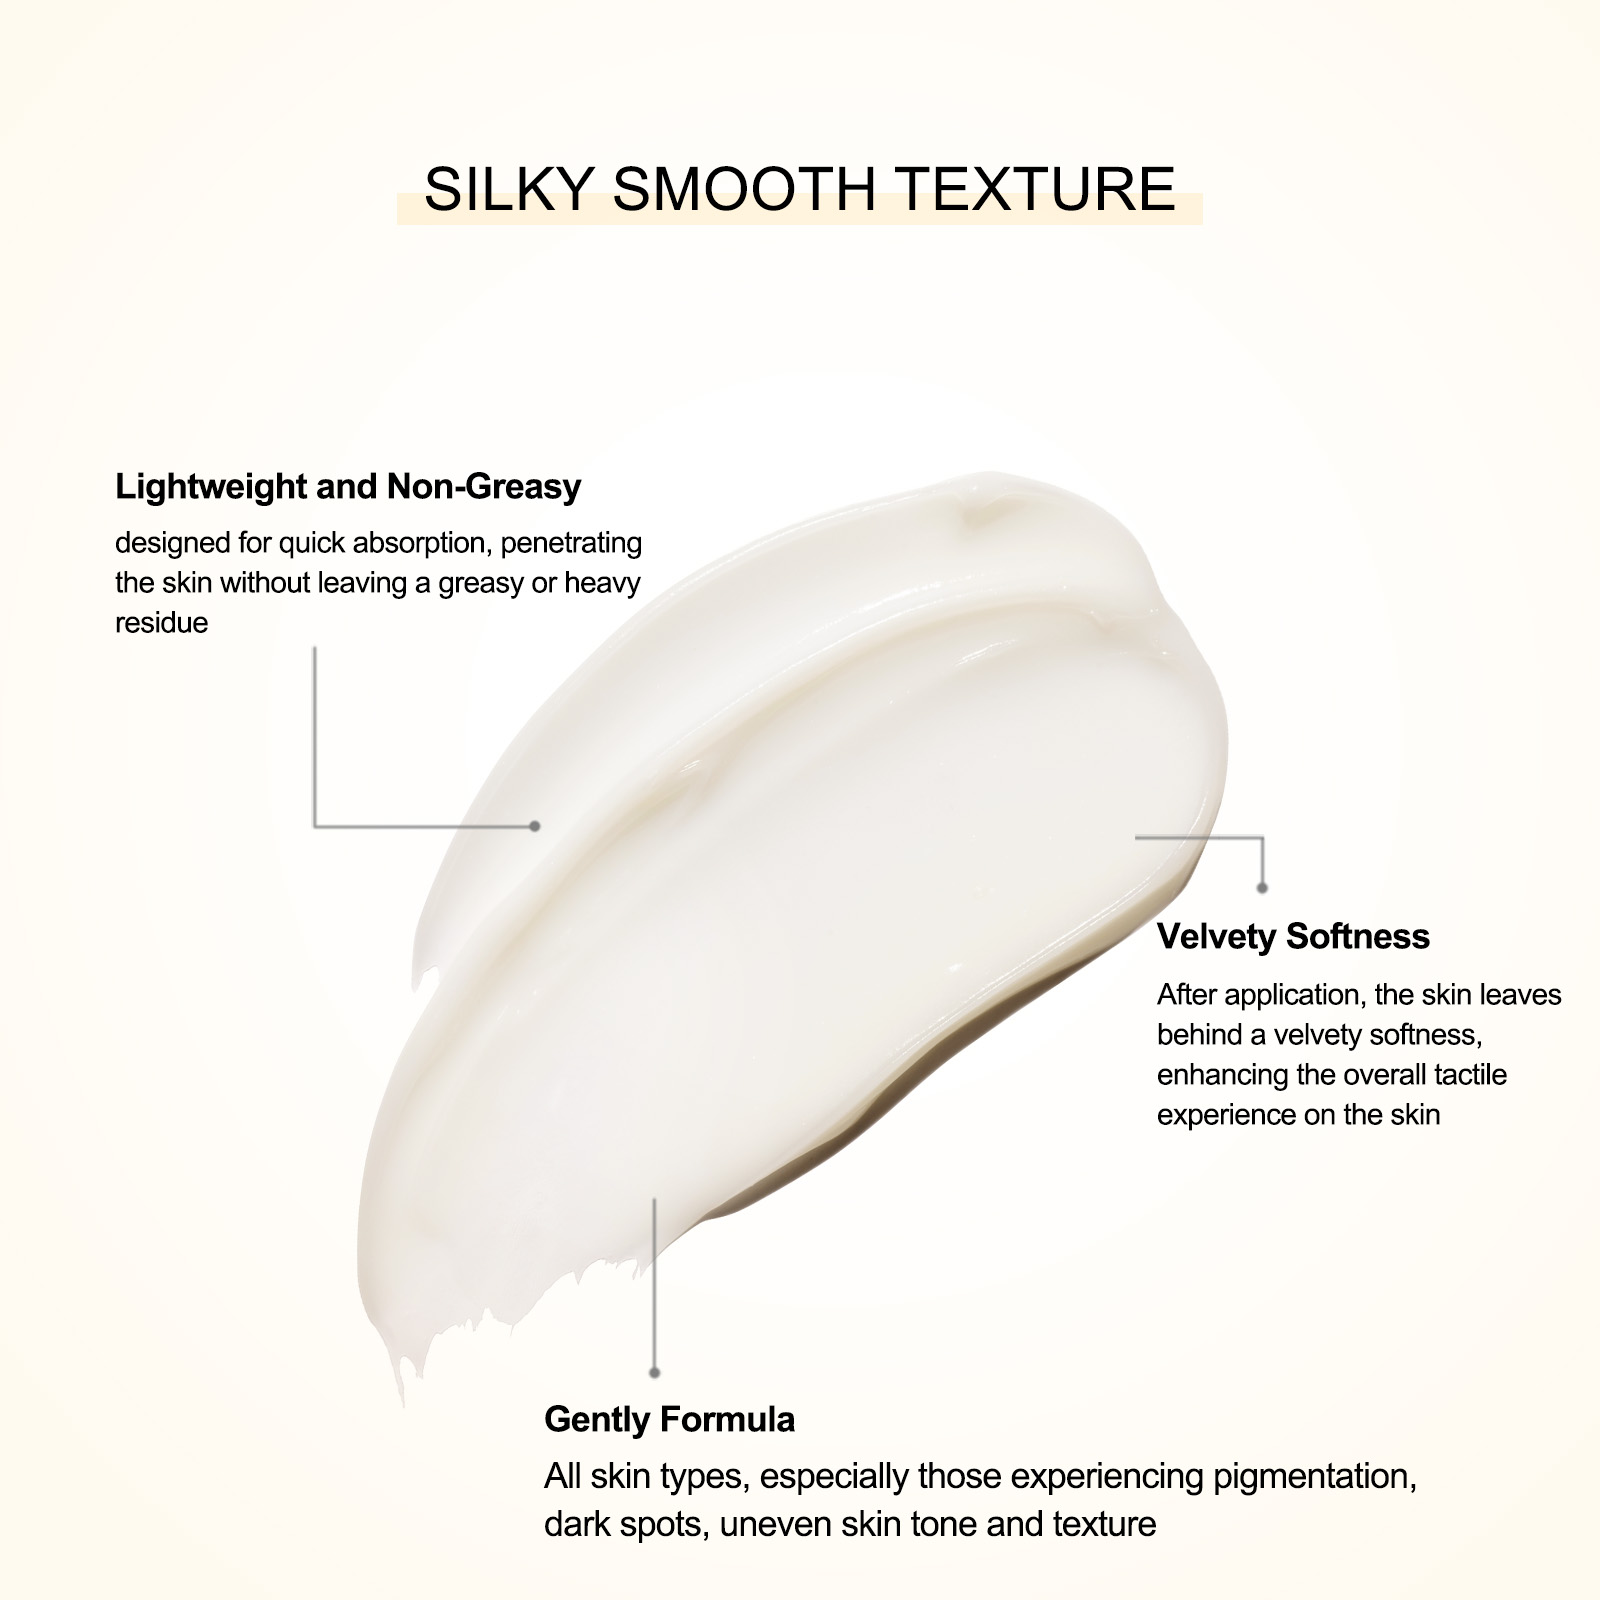 SILKY SMOOTH TEXTURE
Lightweight and Non-Greasy
designed for quick absorption, penetrating
the skin without leaving a greasy or heavy
residue
Velvety Softness
After application, the skin leaves
behind a velvety softness,
enhancing the overall tactile
experience on the skin
Gently Formula
All skin types, especially those experiencing pigmentation,
dark spots, uneven skin tone and texture